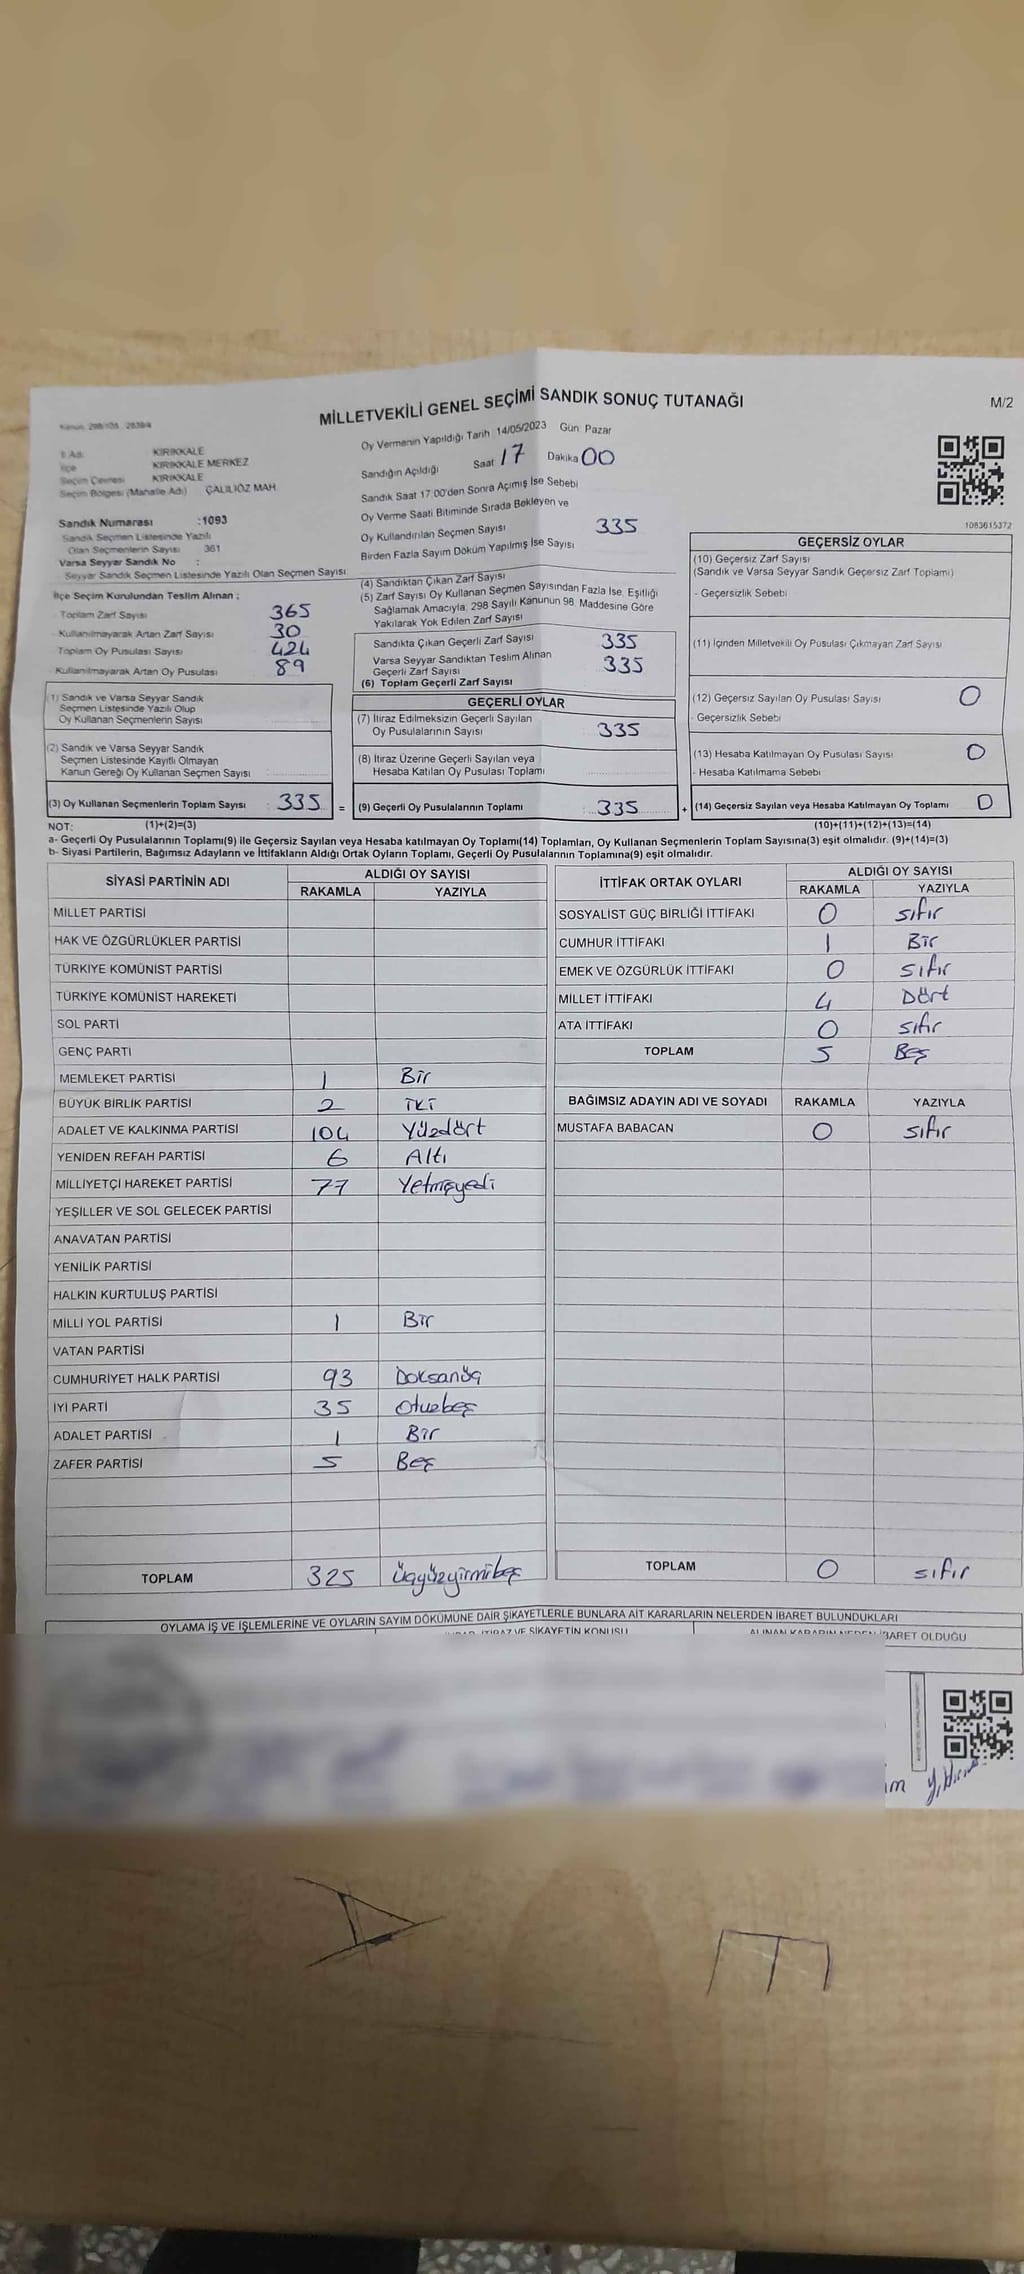 MİLLETVEKİLİ GENEL SEÇİMİ SANDIK SONUÇ TUTANAĞI
M/2
İl Adı KIRIKKALE
İlçe KIRIKKALE MERKEZ
Seçim Çevresi KIRIKKALE
Seçim Bölgesi (Mahalle Adı) ÇALILIÖZ MAH.
Sandık Numarası :1093
Sandık Seçmen Listesinde Yazılı
Olan Seçmenlerin Sayısı 361
Varsa Seyyar Sandık No :
Seyyar Sandık Seçmen Listesinde Yazılı Olan Seçmen Sayısı
İlçe Seçim Kurulundan Teslim Alınan ;
Toplam Zarf Sayısı 365
Kullanılmayarak Artan Zarf Sayısı 30
Toplam Oy Pusulası Sayısı 424
Kullanılmayarak Artan Oy Pusulası 89
(1) Sandık ve Varsa Seyyar Sandık
Seçmen Listesinde Yazılı Olup
Oy Kullanan Seçmenlerin Sayısı
(2) Sandık ve Varsa Seyyar Sandık
Seçmen Listesinde Kayıtlı Olmayan
Kanun Gereği Oy Kullanan Seçmen Sayısı
(3) Oy Kullanan Seçmenlerin Toplam Sayısı : 335 =
Oy Vermenin Yapıldığı Tarih 14/05/2023 Gün: Pazar
Sandığın Açıldığı Saat 17 Dakika 00
Sandık Saat 17:00'den Sonra Açılmış İse Sebebi
Oy Verme Saati Bitiminde Sırada Bekleyen ve
Oy Kullandırılan Seçmen Sayısı 335
Birden Fazla Sayım Döküm Yapılmış İse Sayısı
(4) Sandıktan Çıkan Zarf Sayısı
(5) Zarf Sayısı Oy Kullanan Seçmen Sayısından Fazla İse, Eşitliği
Sağlamak Amacıyla, 298 Sayılı Kanunun 98. Maddesine Göre
Yakılarak Yok Edilen Zarf Sayısı
Sandıkta Çıkan Geçerli Zarf Sayısı 335
Varsa Seyyar Sandıktan Teslim Alınan 335
Geçerli Zarf Sayısı
(6) Toplam Geçerli Zarf Sayısı
GEÇERLİ OYLAR
(7) İtiraz Edilmeksizin Geçerli Sayılan
Oy Pusulalarının Sayısı 335
(8) İtiraz Üzerine Geçerli Sayılan veya
Hesaba Katılan Oy Pusulası Toplamı
(9) Geçerli Oy Pusulalarının Toplamı : 335 +
1083615372
GEÇERSİZ OYLAR
(10) Geçersiz Zarf Sayısı
(Sandık ve Varsa Seyyar Sandık Geçersiz Zarf Toplamı)
- Geçersizlik Sebebi
(11) İçinden Milletvekili Oy Pusulası Çıkmayan Zarf Sayısı
(12) Geçersiz Sayılan Oy Pusulası Sayısı 0
- Geçersizlik Sebebi
(13) Hesaba Katılmayan Oy Pusulası Sayısı 0
- Hesaba Katılmama Sebebi
(14) Geçersiz Sayılan veya Hesaba Katılmayan Oy Toplamı 0
NOT: (1)+(2)=(3) (10)+(11)+(12)+(13)=(14)
a- Geçerli Oy Pusulalarının Toplamı(9) ile Geçersiz Sayılan veya Hesaba katılmayan Oy Toplamı(14) Toplamları, Oy Kullanan Seçmenlerin Toplam Sayısına(3) eşit olmalıdır. (9)+(14)=(3)
b- Siyasi Partilerin, Bağımsız Adayların ve İttifakların Aldığı Ortak Oyların Toplamı, Geçerli Oy Pusulalarının Toplamına(9) eşit olmalıdır.
SİYASİ PARTİNİN ADI ALDIĞI OY SAYISI
RAKAMLA YAZIYLA
MİLLET PARTİSİ
HAK VE ÖZGÜRLÜKLER PARTİSİ
TÜRKİYE KOMÜNİST PARTİSİ
TÜRKİYE KOMÜNİST HAREKETİ
SOL PARTİ
GENÇ PARTİ
MEMLEKET PARTİSİ 1 Bir
BÜYÜK BİRLİK PARTİSİ 2 iki
ADALET VE KALKINMA PARTİSİ 104 Yüzdört
YENİDEN REFAH PARTİSİ 6 Altı
MİLLİYETÇİ HAREKET PARTİSİ 77 Yetmişyedi
YEŞİLLER VE SOL GELECEK PARTİSİ
ANAVATAN PARTİSİ
YENİLİK PARTİSİ
HALKIN KURTULUŞ PARTİSİ
MİLLİ YOL PARTİSİ 1 Bir
VATAN PARTİSİ
CUMHURİYET HALK PARTİSİ 93 Doksanüç
İYİ PARTİ 35 Otuzbeş
ADALET PARTİSİ 1 Bir
ZAFER PARTİSİ 5 Beş
TOPLAM 325 Üçyüzyirmibeş
İTTİFAK ORTAK OYLARI ALDIĞI OY SAYISI
RAKAMLA YAZIYLA
SOSYALİST GÜÇ BİRLİĞİ İTTİFAKI 0 sıfır
CUMHUR İTTİFAKI 1 Bir
EMEK VE ÖZGÜRLÜK İTTİFAKI 0 sıfır
MİLLET İTTİFAKI 4 Dört
ATA İTTİFAKI 0 sıfır
TOPLAM 5 Beş
BAĞIMSIZ ADAYIN ADI VE SOYADI RAKAMLA YAZIYLA
MUSTAFA BABACAN 0 sıfır
TOPLAM 0 sıfır
OYLAMA İŞ VE İŞLEMLERİNE VE OYLARIN SAYIM DÖKÜMÜNE DAİR ŞİKAYETLERLE BUNLARA AİT KARARLARIN NELERDEN İBARET BULUNDUKLARI
İTİRAZ VE ŞİKAYETİN KONUSU
ALINAN KARARIN NEDEN İBARET OLDUĞU
A E